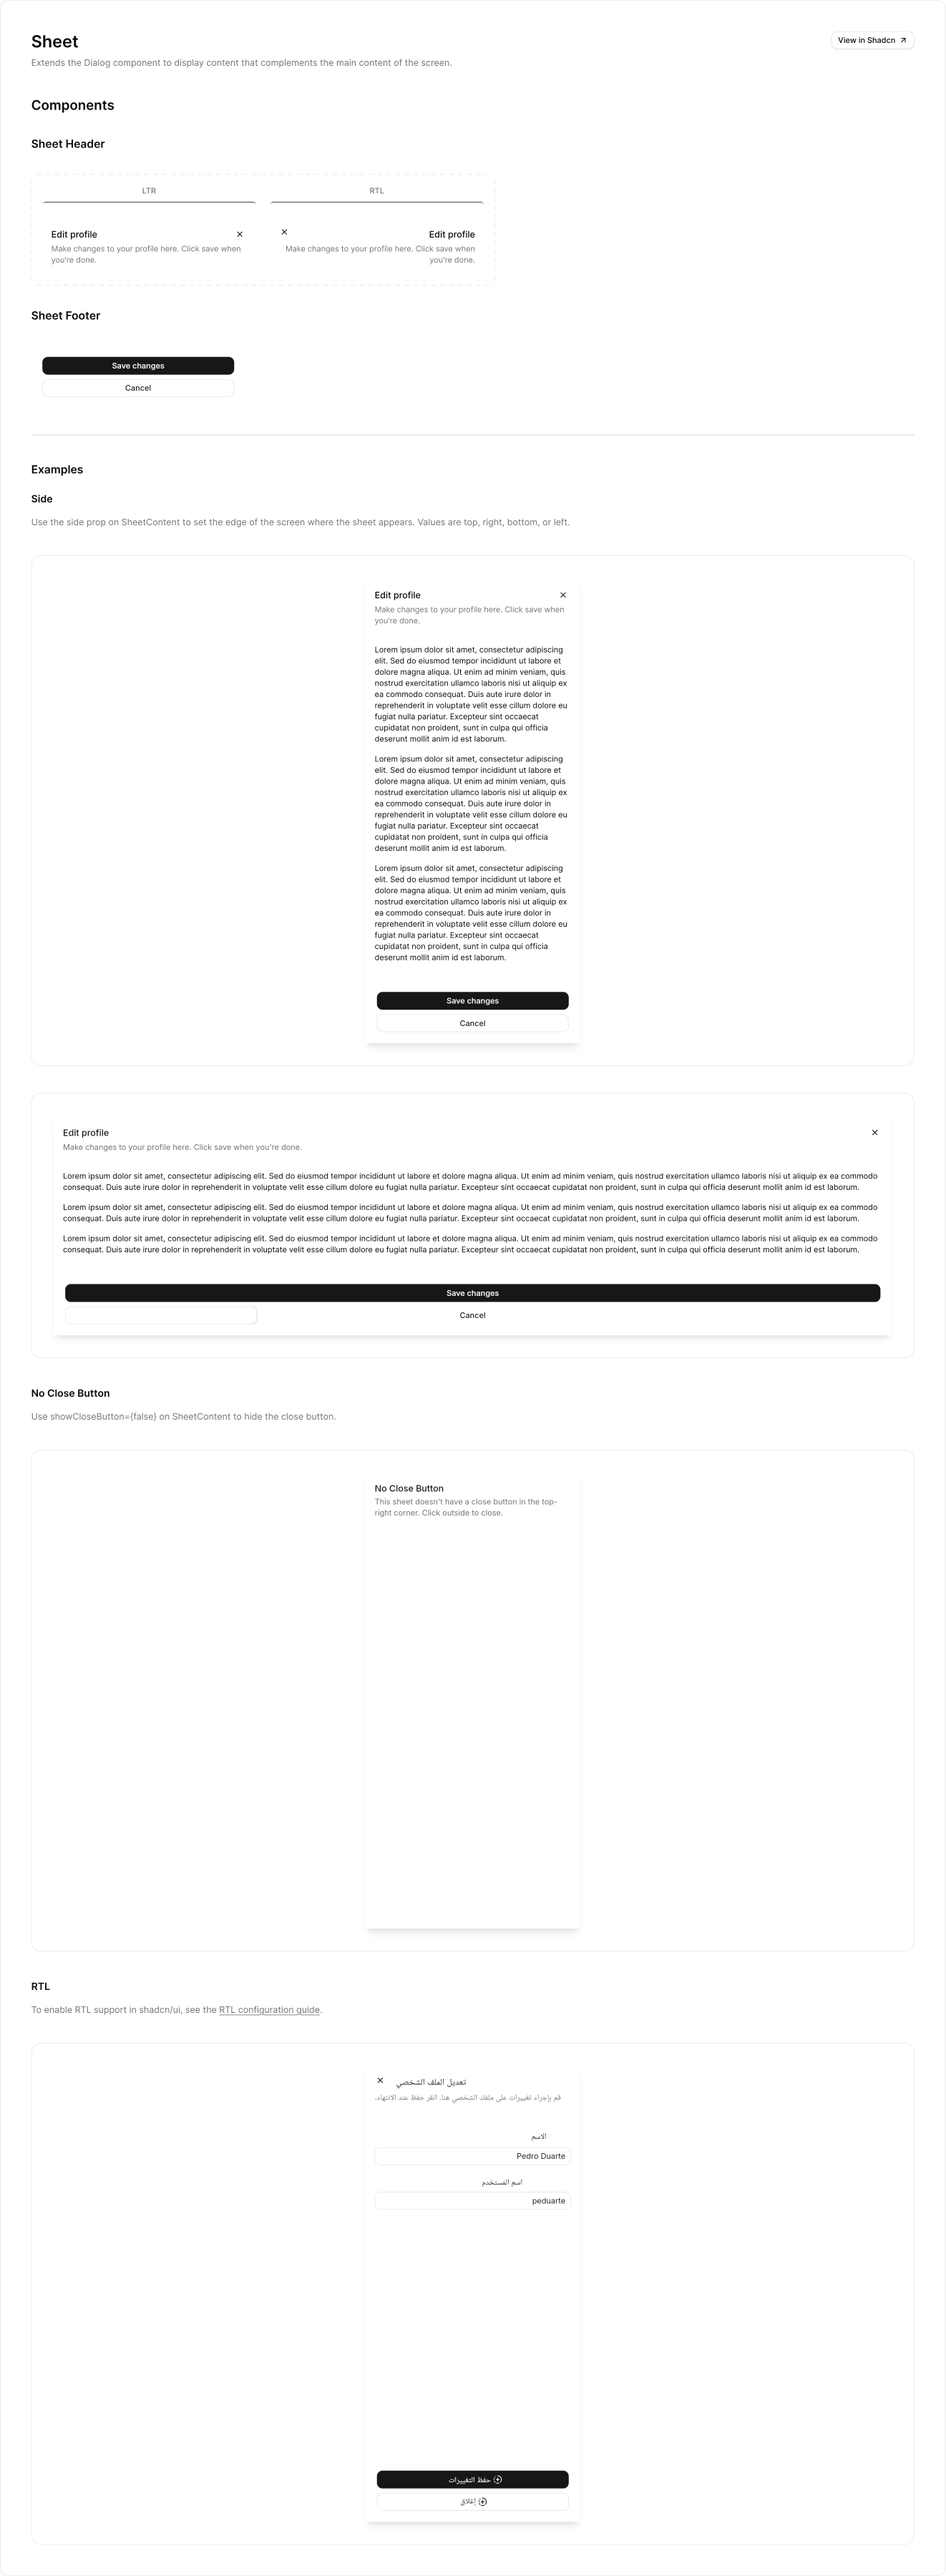 Sheet
View in Shadcn
Extends the Dialog component to display content that complements the main content of the screen.
Components
Sheet Header
LTR
RTL
Edit profile
Make changes to your profile here. Click save when
you're done.
Edit profile
Make changes to your profile here. Click save when
you're done.
Sheet Footer
Save changes
Cancel
Examples
Side
Use the side prop on SheetContent to set the edge of the screen where the sheet appears. Values are top, right, bottom, or left.
Edit profile
Make changes to your profile here. Click save when
you're done.
Lorem ipsum dolor sit amet, consectetur adipiscing
elit. Sed do eiusmod tempor incididunt ut labore et
dolore magna aliqua. Ut enim ad minim veniam, quis
nostrud exercitation ullamco laboris nisi ut aliquip ex
ea commodo consequat. Duis aute irure dolor in
reprehenderit in voluptate velit esse cillum dolore eu
fugiat nulla pariatur. Excepteur sint occaecat
cupidatat non proident, sunt in culpa qui officia
deserunt mollit anim id est laborum.
Lorem ipsum dolor sit amet, consectetur adipiscing
elit. Sed do eiusmod tempor incididunt ut labore et
dolore magna aliqua. Ut enim ad minim veniam, quis
nostrud exercitation ullamco laboris nisi ut aliquip ex
ea commodo consequat. Duis aute irure dolor in
reprehenderit in voluptate velit esse cillum dolore eu
fugiat nulla pariatur. Excepteur sint occaecat
cupidatat non proident, sunt in culpa qui officia
deserunt mollit anim id est laborum.
Lorem ipsum dolor sit amet, consectetur adipiscing
elit. Sed do eiusmod tempor incididunt ut labore et
dolore magna aliqua. Ut enim ad minim veniam, quis
nostrud exercitation ullamco laboris nisi ut aliquip ex
ea commodo consequat. Duis aute irure dolor in
reprehenderit in voluptate velit esse cillum dolore eu
fugiat nulla pariatur. Excepteur sint occaecat
cupidatat non proident, sunt in culpa qui officia
deserunt mollit anim id est laborum.
Save changes
Cancel
Edit profile
Make changes to your profile here. Click save when you're done.
Lorem ipsum dolor sit amet, consectetur adipiscing elit. Sed do eiusmod tempor incididunt ut labore et dolore magna aliqua. Ut enim ad minim veniam, quis nostrud exercitation ullamco laboris nisi ut aliquip ex ea commodo
consequat. Duis aute irure dolor in reprehenderit in voluptate velit esse cillum dolore eu fugiat nulla pariatur. Excepteur sint occaecat cupidatat non proident, sunt in culpa qui officia deserunt mollit anim id est laborum.
Lorem ipsum dolor sit amet, consectetur adipiscing elit. Sed do eiusmod tempor incididunt ut labore et dolore magna aliqua. Ut enim ad minim veniam, quis nostrud exercitation ullamco laboris nisi ut aliquip ex ea commodo
consequat. Duis aute irure dolor in reprehenderit in voluptate velit esse cillum dolore eu fugiat nulla pariatur. Excepteur sint occaecat cupidatat non proident, sunt in culpa qui officia deserunt mollit anim id est laborum.
Lorem ipsum dolor sit amet, consectetur adipiscing elit. Sed do eiusmod tempor incididunt ut labore et dolore magna aliqua. Ut enim ad minim veniam, quis nostrud exercitation ullamco laboris nisi ut aliquip ex ea commodo
consequat. Duis aute irure dolor in reprehenderit in voluptate velit esse cillum dolore eu fugiat nulla pariatur. Excepteur sint occaecat cupidatat non proident, sunt in culpa qui officia deserunt mollit anim id est laborum.
Save changes
Cancel
No Close Button
Use showCloseButton={false} on SheetContent to hide the close button.
No Close Button
This sheet doesn't have a close button in the top-
right corner. Click outside to close.
RTL
To enable RTL support in shadcn/ui, see the RTL configuration guide.
تعديل الملف الشخصي
قم بإجراء تغييرات على ملفك الشخصي هنا. انقر حفظ عند الانتهاء.
الاسم
Pedro Duarte
اسم المستخدم
peduarte
حفظ التغييرات
إغلاق